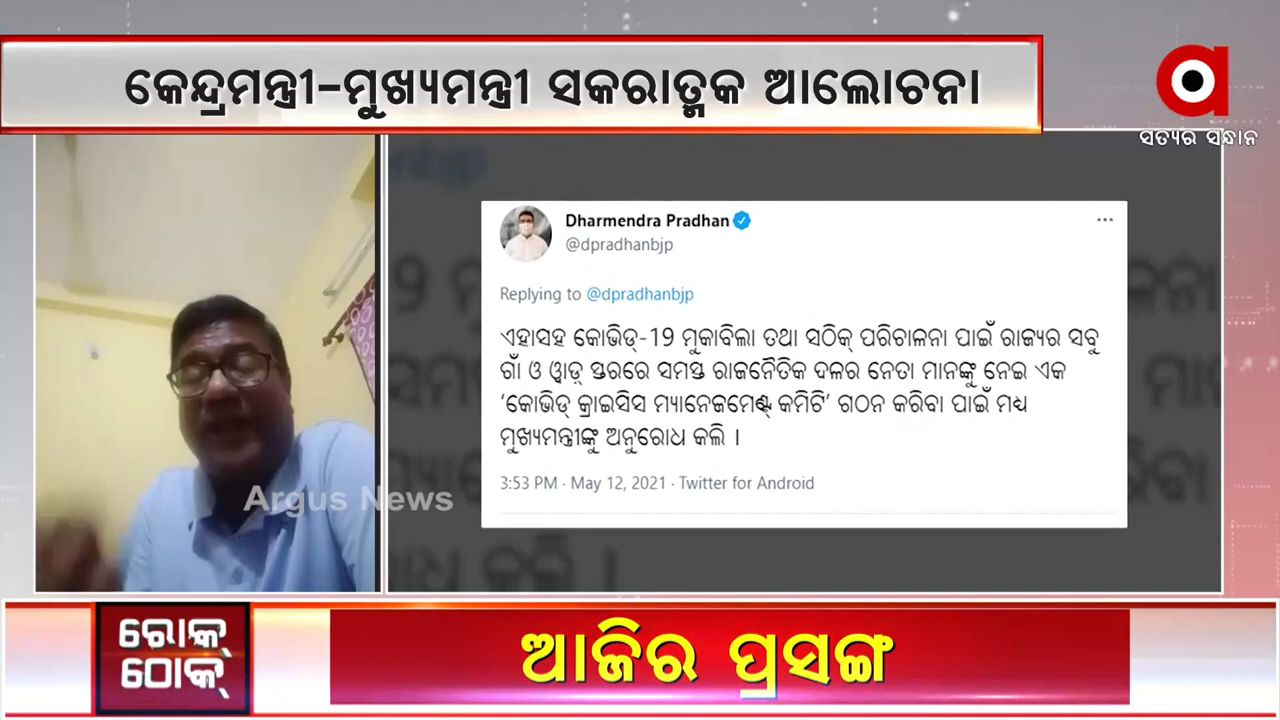 କେନ୍ଦ୍ରମନ୍ତ୍ରୀ-ମୁଖ୍ୟମନ୍ତ୍ରୀ ସକରାତ୍ମକ ଆଲୋଚନା
a
ସତ୍ୟର ସନ୍ଧାନ
Dharmendra Pradhan
@dpradhanbjp
Replying to @dpradhanbjp
ଏହାସହ କୋଭିଡ୍-19 ମୁକାବିଲା ତଥା ସଠିକ୍ ପରିଚାଳନା ପାଇଁ ରାଜ୍ୟର ସବୁ
ଗାଁ ଓ ୱାଡ଼୍ ସ୍ତରରେ ସମସ୍ତ ରାଜନୈତିକ ଦଳର ନେତା ମାନଙ୍କୁ ନେଇ ଏକ
‘କୋଭିଡ୍ କ୍ରାଇସିସ ମ୍ୟାନେଜମେଣ୍ଟ୍ କମିଟି’ ଗଠନ କରିବା ପାଇଁ ମଧ୍ୟ
ମୁଖ୍ୟମନ୍ତ୍ରୀଙ୍କୁ ଅନୁରୋଧ କଲି ।
3:53 PM · May 12, 2021 · Twitter for Android
Argus News
ରୋକ୍
ଠୋକ୍
ଆଜିର ପ୍ରସଙ୍ଗ